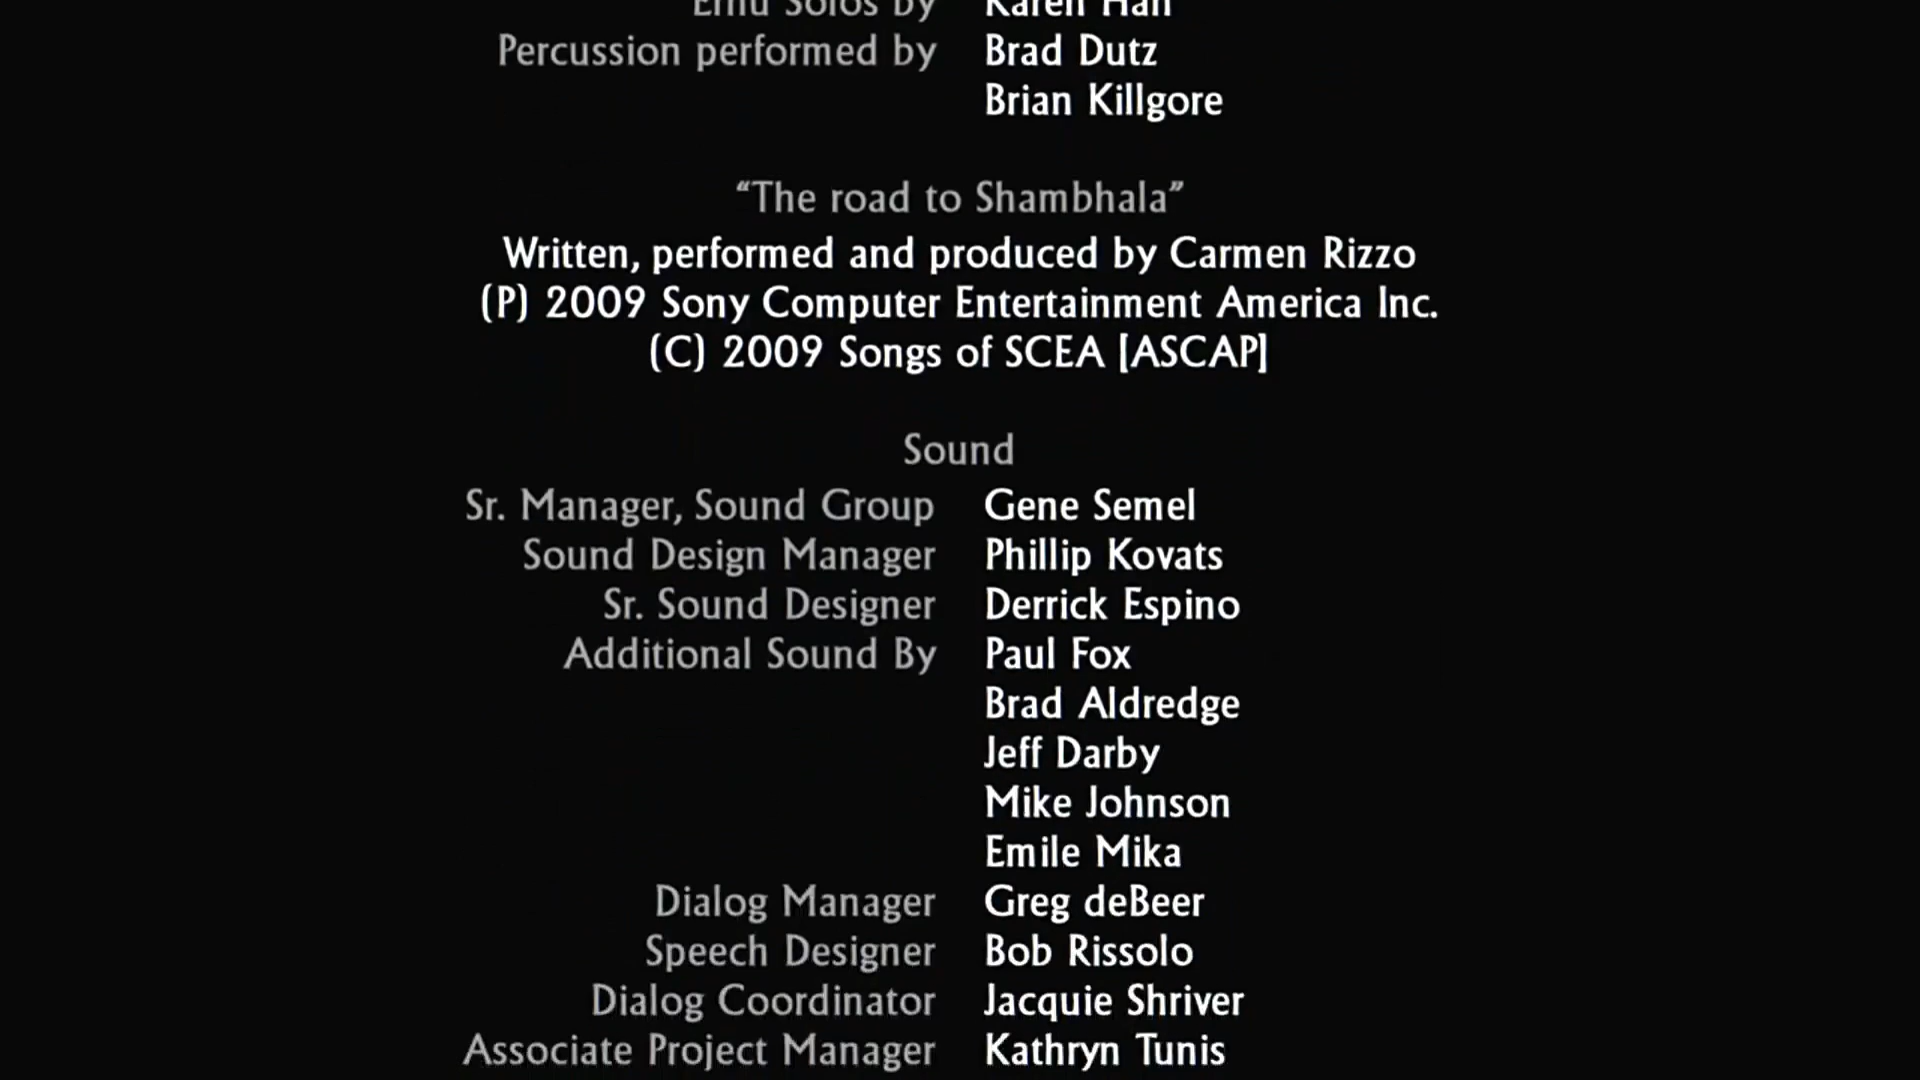 Erhu Solos by Karen Han
Percussion performed by Brad Dutz
Brian Killgore
“The road to Shambhala”
Written, performed and produced by Carmen Rizzo
(P) 2009 Sony Computer Entertainment America Inc.
(C) 2009 Songs of SCEA [ASCAP]
Sound
Sr. Manager, Sound Group Gene Semel
Sound Design Manager Phillip Kovats
Sr. Sound Designer Derrick Espino
Additional Sound By Paul Fox
Brad Aldredge
Jeff Darby
Mike Johnson
Emile Mika
Dialog Manager Greg deBeer
Speech Designer Bob Rissolo
Dialog Coordinator Jacquie Shriver
Associate Project Manager Kathryn Tunis